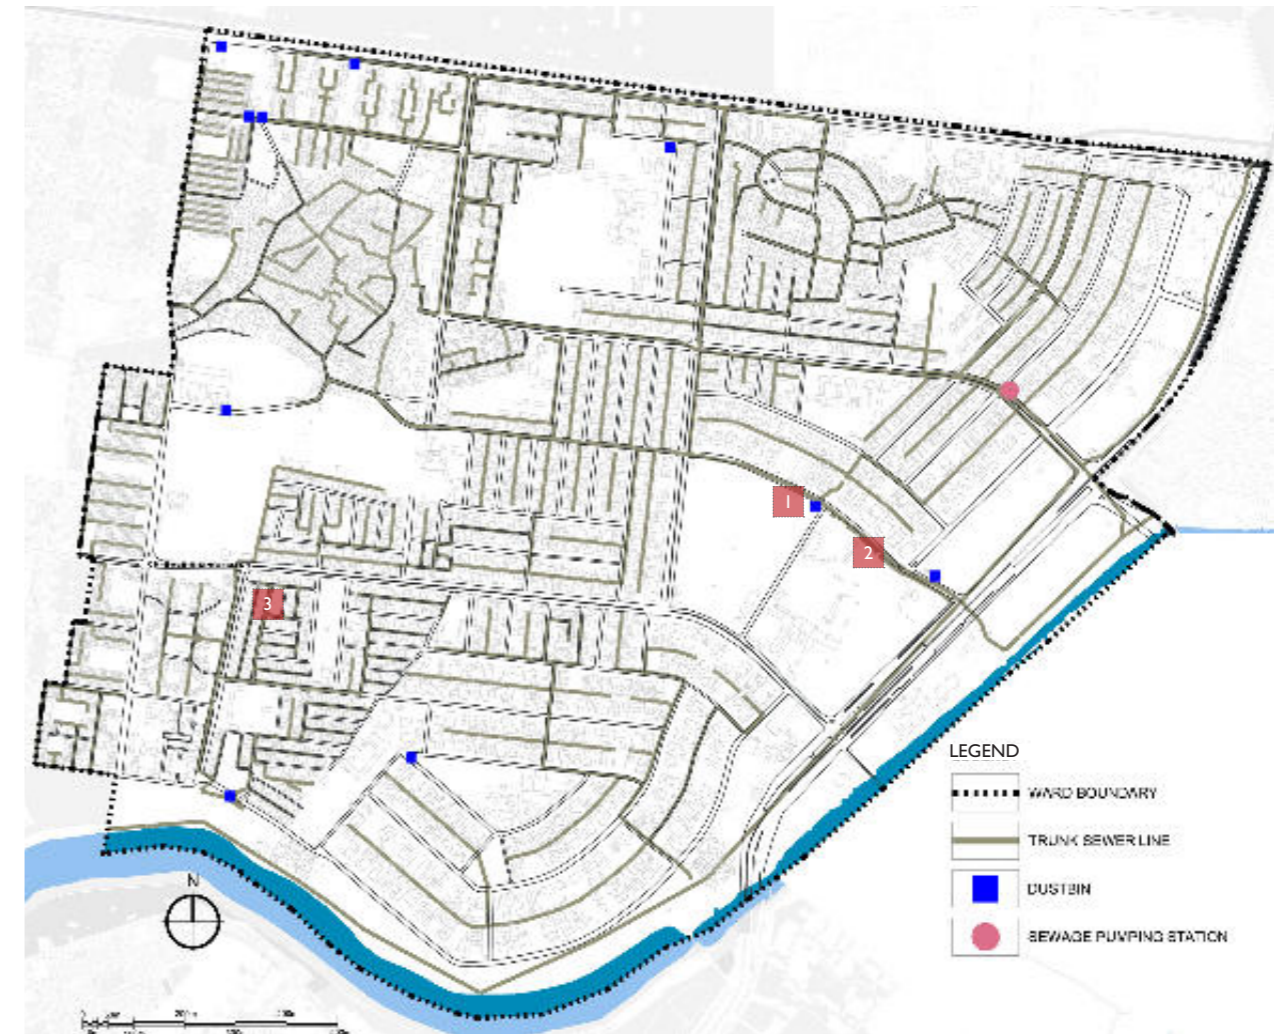 1
2
3
LEGEND
WARD BOUNDARY
TRUNK SEWER LINE
DUSTBIN
SEWAGE PUMPING STATION
N